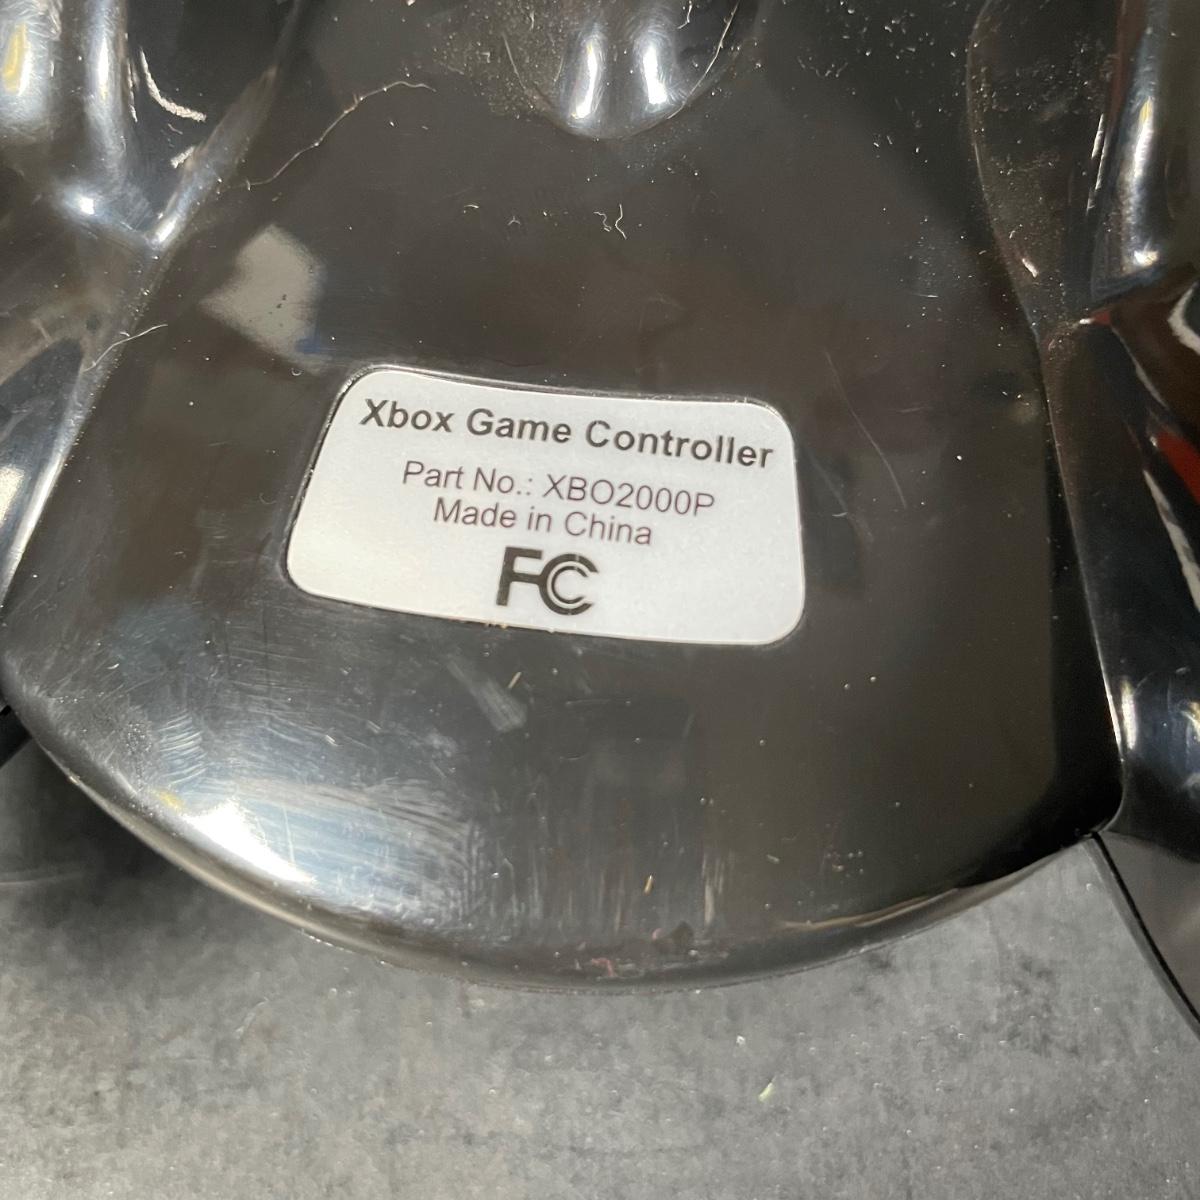 Xbox Game Controller
Part No.: XBO2000P
Made in China
FC